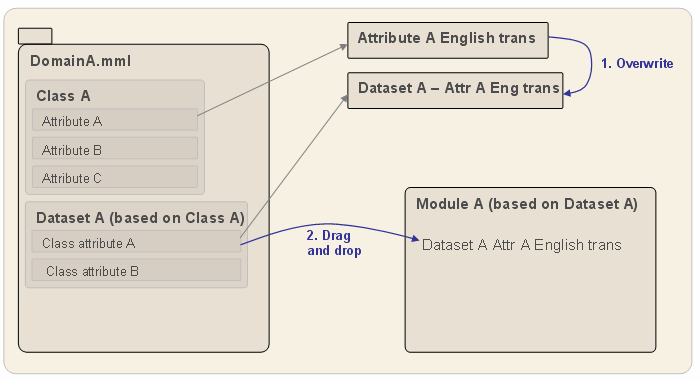 DomainA.mml
Class A
Attribute A
Attribute B
Attribute C
Dataset A (based on Class A)
Class attribute A
Class attribute B
Attribute A English trans
1. Overwrite
Dataset A – Attr A Eng trans
2. Drag
and drop
Module A (based on Dataset A)
Dataset A Attr A English trans